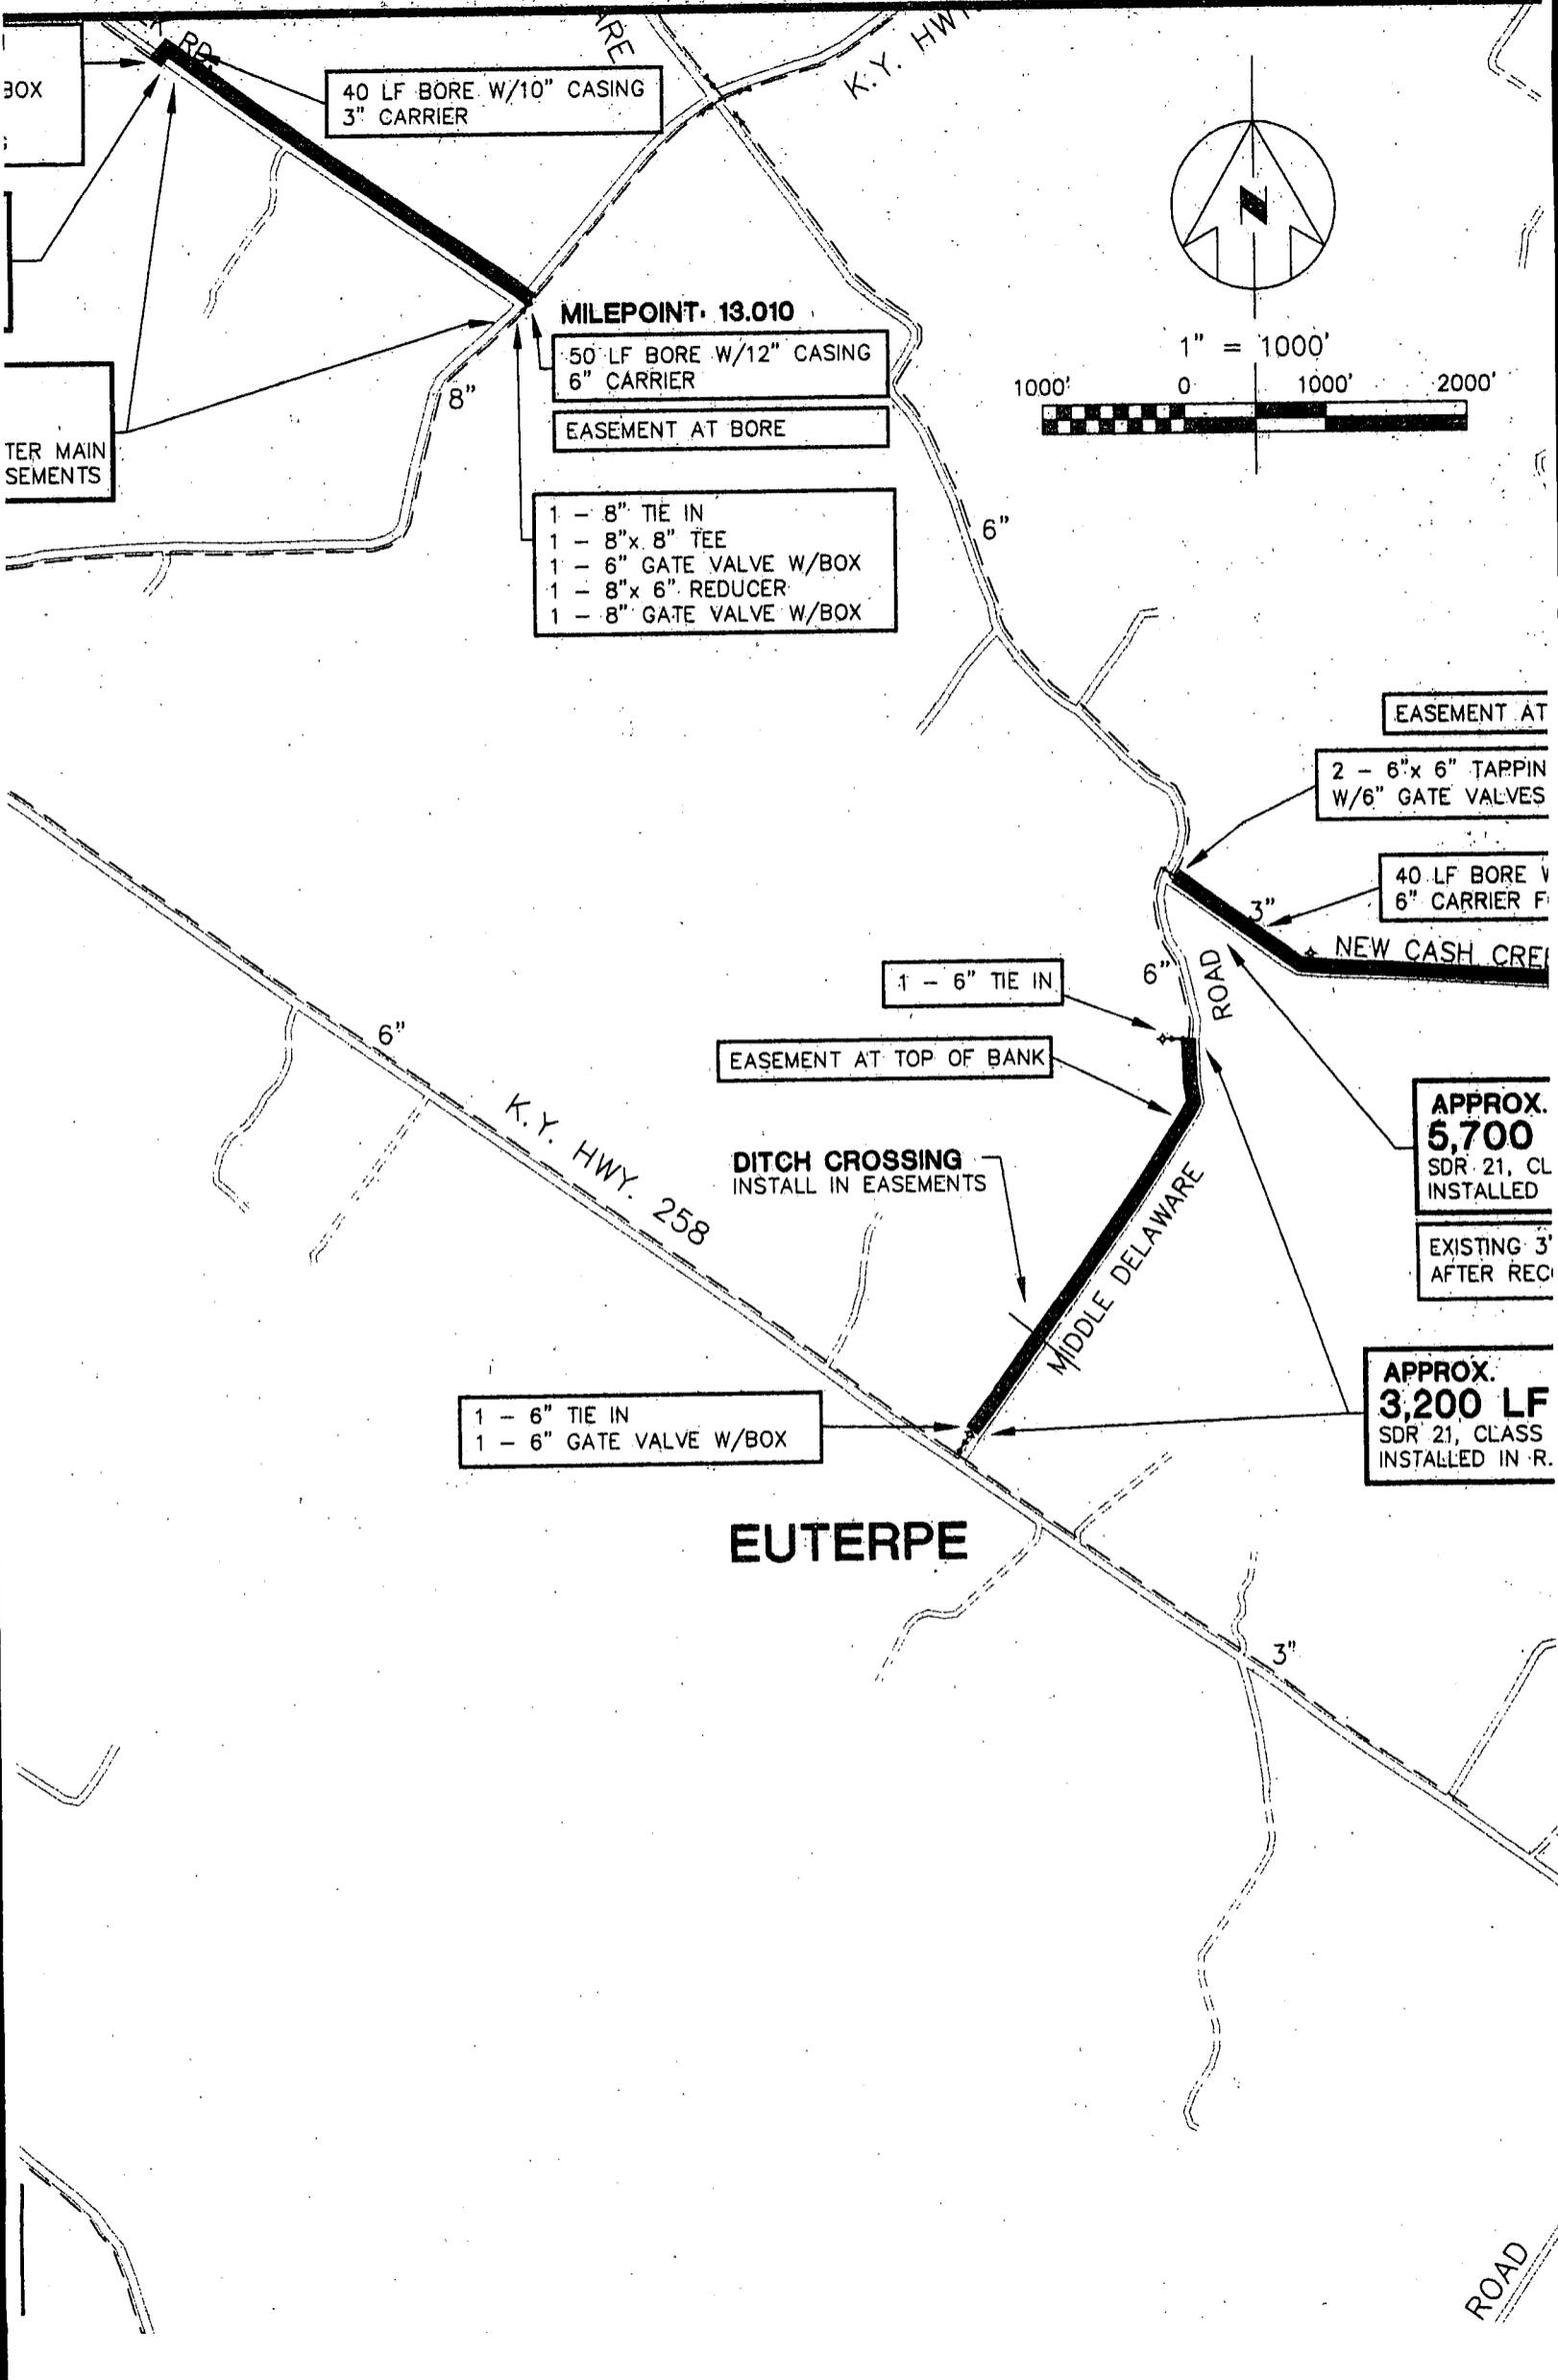 RD.
BOX
40 LF BORE W/10" CASING
3" CARRIER
K.Y.
N
1" = 1000'
1000' 0 1000' 2000'
MILEPOINT: 13.010
50 LF BORE W/12" CASING
6" CARRIER
EASEMENT AT BORE
8"
TER MAIN
SEMENTS
1 - 8" TIE IN
1 - 8"x 8" TEE
1 - 6" GATE VALVE W/BOX
1 - 8"x 6" REDUCER
1 - 8" GATE VALVE W/BOX
6"
EASEMENT AT
2 - 6"x 6" TAPPIN
W/6" GATE VALVES
40 LF BORE
6" CARRIER
3"
NEW CASH CREE
6"
ROAD
1 - 6" TIE IN
EASEMENT AT TOP OF BANK
6"
K.Y. HWY. 258
DITCH CROSSING
INSTALL IN EASEMENTS
MIDDLE DELAWARE
APPROX.
5,700
SDR 21, CL
INSTALLED
EXISTING 3"
AFTER REC
APPROX.
3,200 LF
SDR 21, CLASS
INSTALLED IN R.
1 - 6" TIE IN
1 - 6" GATE VALVE W/BOX
EUTERPE
3"
ROAD